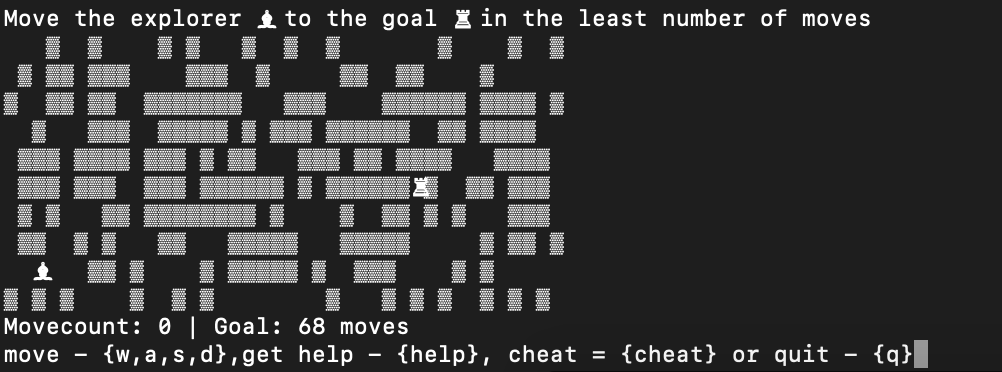 Move the explorer ♝ to the goal ♜ in the least number of moves
Movecount: 0 | Goal: 68 moves
move – {w,a,s,d},get help – {help}, cheat = {cheat} or quit – {q}